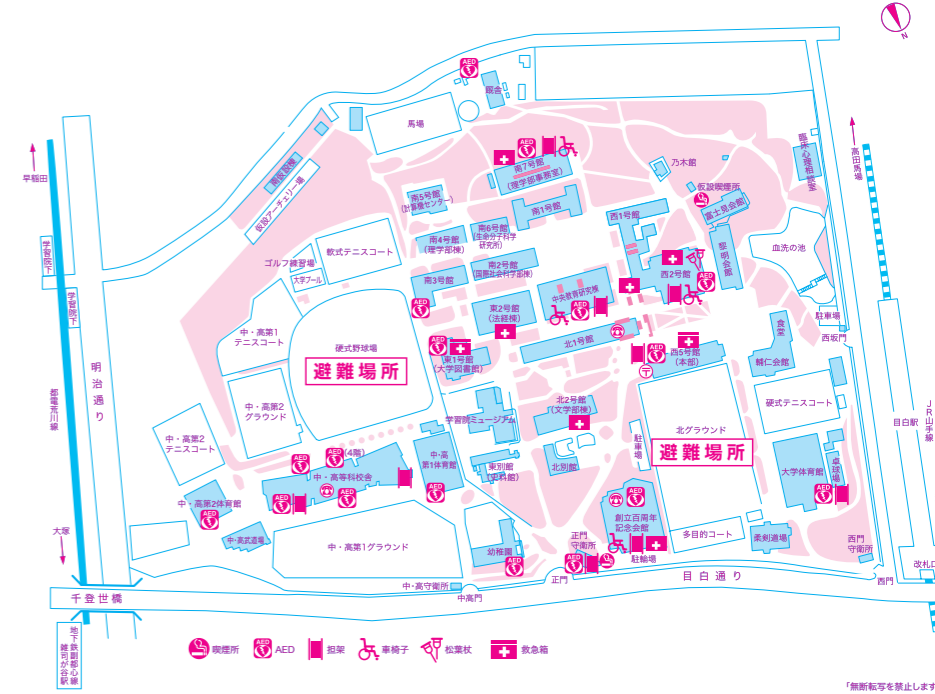 N
AED
厩舎
馬場
南7号館
(理学部事務室)
乃木館
臨床心理相談室
高田馬場
早稲田
学習院下
学習院下
仮設アーチェリー場
南5号館
(計算機センター)
南1号館
西1号館
仮設喫煙所
富士見会館
南6号館
(生命分子科学
研究所)
南4号館
(理学部棟)
軟式テニスコート
ゴルフ練習場
大学プール
南2号館
(国際社会科学部棟)
南3号館
中央教育研究棟
西2号館
黎明会館
血洗の池
駐車場
西坂門
東2号館
(法経棟)
北1号館
食堂
輔仁会館
中・高第1
テニスコート
硬式野球場
避難場所
東1号館
(大学図書館)
西5号館
(本部)
明治通り
都電荒川線
中・高第2
グラウンド
中・高第2
テニスコート
学習院ミュージアム
北2号館
(文学部棟)
北グラウンド
避難場所
駐車場
硬式テニスコート
目白駅
JR山手線
(4階)
中・高等科校舎
中・高
第1体育館
東別館
(史料館)
北別館
大学体育館
卓球場
中・高第2体育館
中・高武道場
中・高第1グラウンド
幼稚園
正門
守衛所
創立百周年
記念会館
駐輪場
多目的コート
柔剣道場
西門
守衛所
改札口
大塚
千登世橋
中・高守衛所
中高門
正門
目白通り
西門
地下鉄副都心線
雑司が谷駅
喫煙所
AED
担架
車椅子
松葉杖
救急箱
「無断転写を禁止します